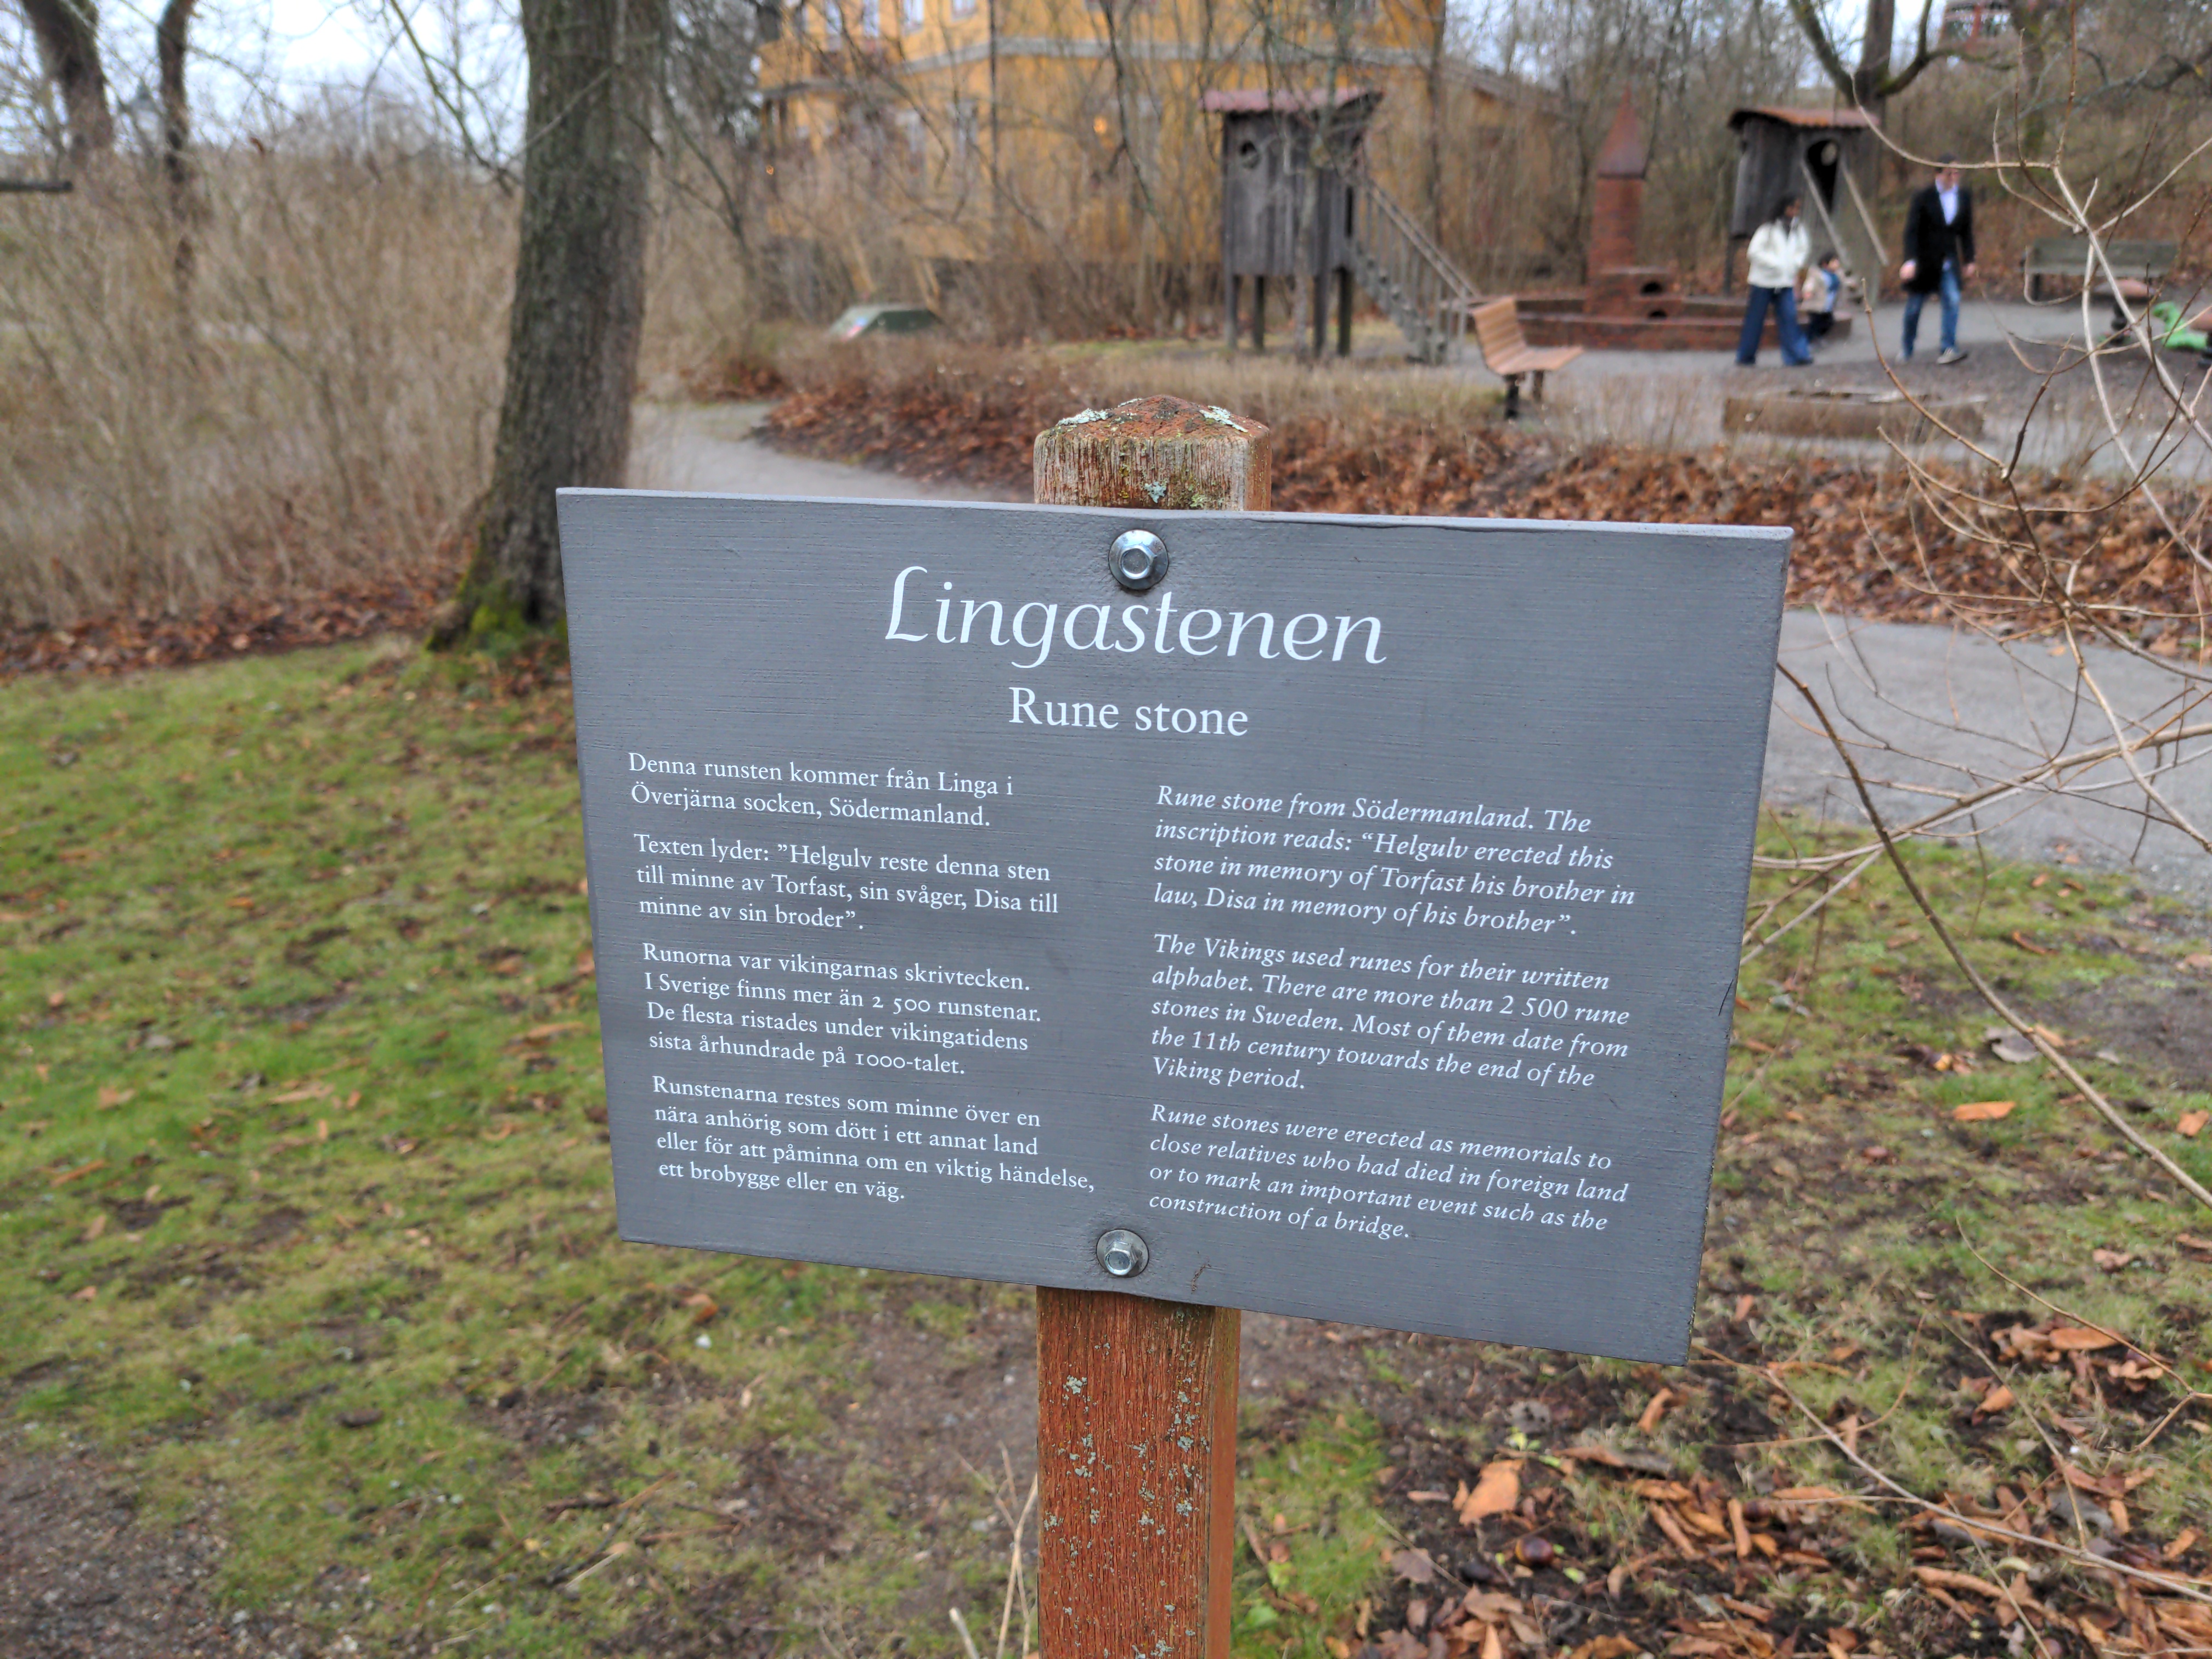 Lingastenen
Rune stone
Denna runsten kommer från Linga i
Överjärna socken, Södermanland.
Texten lyder: ”Helgulv reste denna sten
till minne av Torfast, sin svåger, Disa till
minne av sin broder”.
Runorna var vikingarnas skrivtecken.
I Sverige finns mer än 2 500 runstenar.
De flesta ristades under vikingatidens
sista århundrade på 1000-talet.
Runstenarna restes som minne över en
nära anhörig som dött i ett annat land
eller för att påminna om en viktig händelse,
ett brobygge eller en väg.
Rune stone from Södermanland. The
inscription reads: “Helgulv erected this
stone in memory of Torfast his brother in
law, Disa in memory of his brother”.
The Vikings used runes for their written
alphabet. There are more than 2 500 rune
stones in Sweden. Most of them date from
the 11th century towards the end of the
Viking period.
Rune stones were erected as memorials to
close relatives who had died in foreign land
or to mark an important event such as the
construction of a bridge.